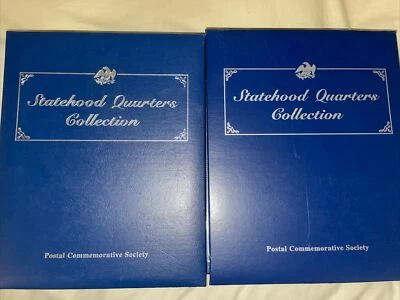 Statehood Quarters
Collection
Postal Commemorative Society
Statehood Quarters
Collection
Postal Commemorative Society